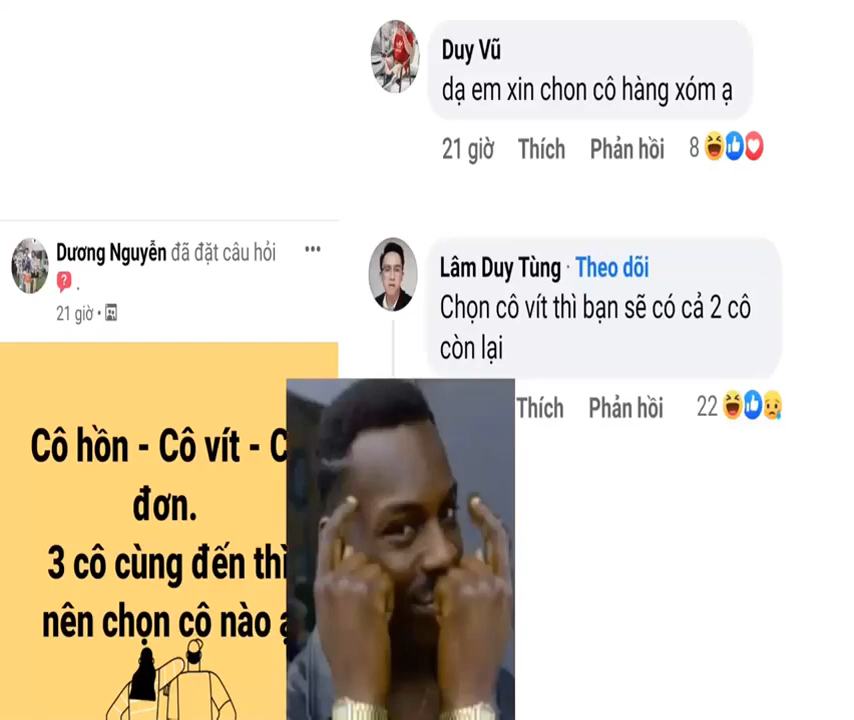 Duy Vũ
dạ em xin chon cô hàng xóm ạ
21 giờ Thích Phản hồi 8
Dương Nguyễn đã đặt câu hỏi
.
21 giờ
Cô hồn - Cô vít - C
đơn.
3 cô cùng đến thì
nên chọn cô nào
Lâm Duy Tùng · Theo dõi
Chọn cô vít thì bạn sẽ có cả 2 cô
còn lại
Thích Phản hồi 22